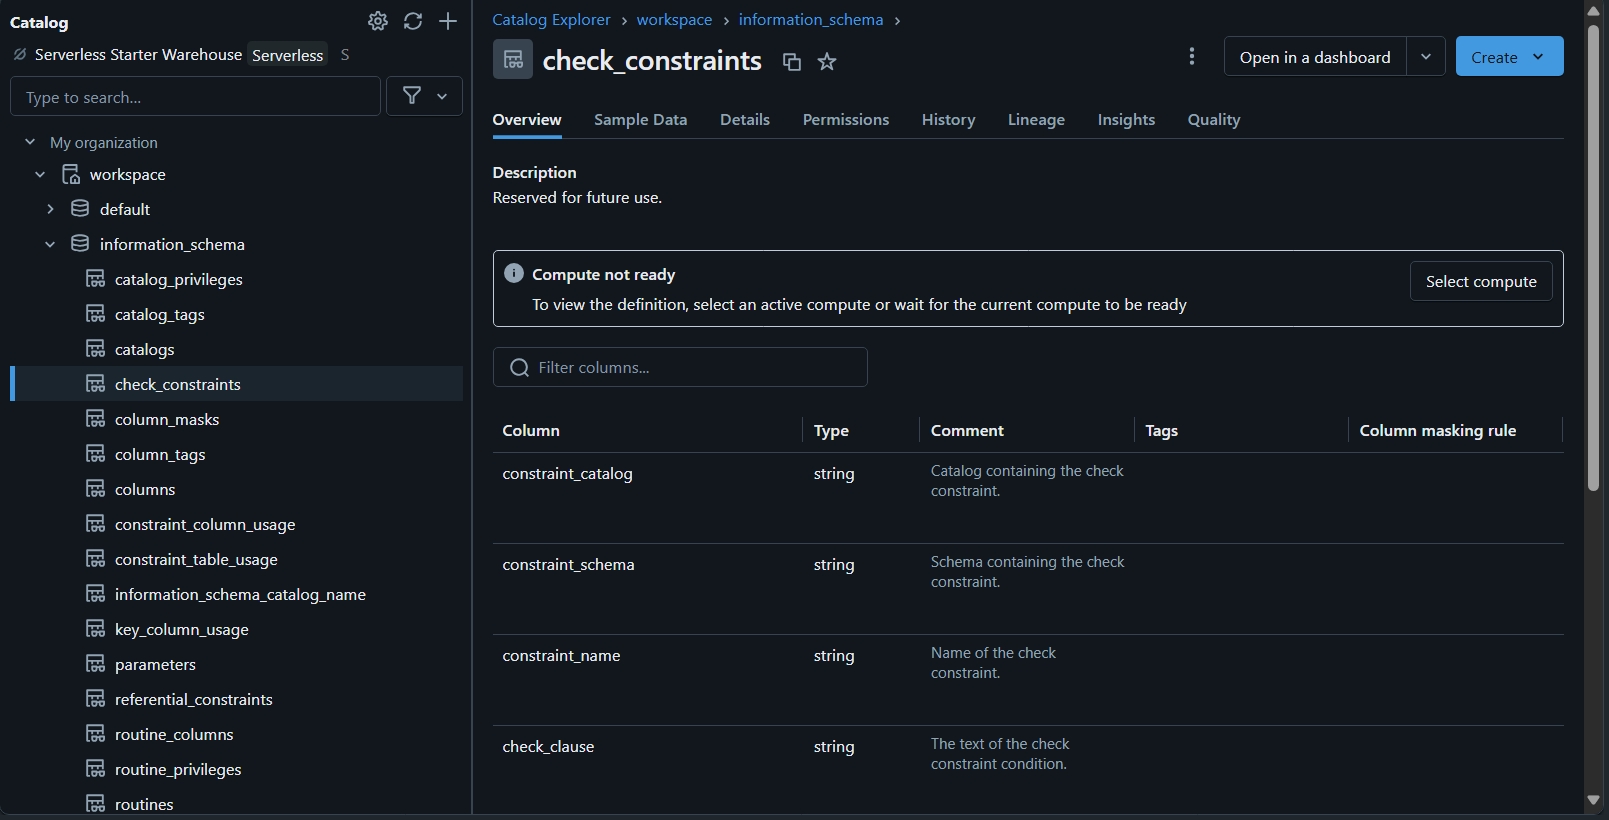 Catalog
Serverless Starter Warehouse Serverless S
Type to search...
My organization
workspace
default
information_schema
catalog_privileges
catalog_tags
catalogs
check_constraints
column_masks
column_tags
columns
constraint_column_usage
constraint_table_usage
information_schema_catalog_name
key_column_usage
parameters
referential_constraints
routine_columns
routine_privileges
routines
Catalog Explorer › workspace › information_schema ›
check_constraints
Open in a dashboard
Create
Overview Sample Data Details Permissions History Lineage Insights Quality
Description
Reserved for future use.
Compute not ready
To view the definition, select an active compute or wait for the current compute to be ready
Select compute
Filter columns...
Column Type Comment Tags Column masking rule
constraint_catalog string Catalog containing the check
constraint.
constraint_schema string Schema containing the check
constraint.
constraint_name string Name of the check
constraint.
check_clause string The text of the check
constraint condition.